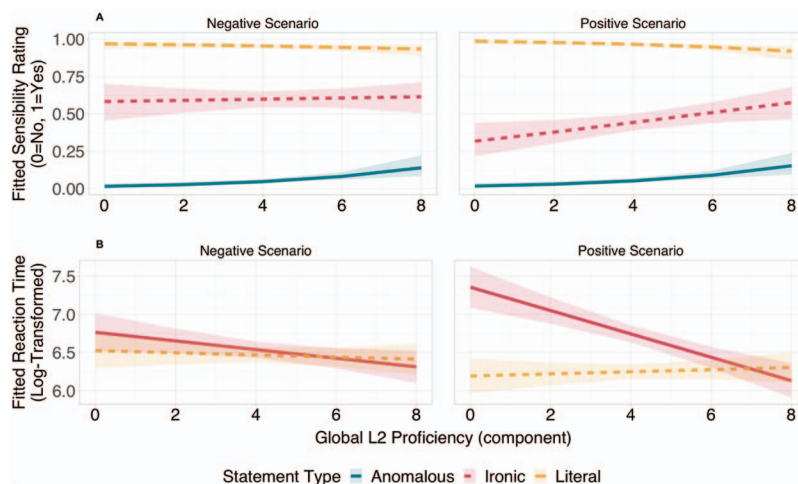 A
Negative Scenario
Positive Scenario
Fitted Sensibility Rating
(0=No, 1=Yes)
1.00
0.75
0.50
0.25
0.00
0 2 4 6 8
0 2 4 6 8
B
Negative Scenario
Positive Scenario
Fitted Reaction Time
(Log-Transformed)
7.5
7.0
6.5
6.0
0 2 4 6 8
0 2 4 6 8
Global L2 Proficiency (component)
Statement Type Anomalous Ironic Literal